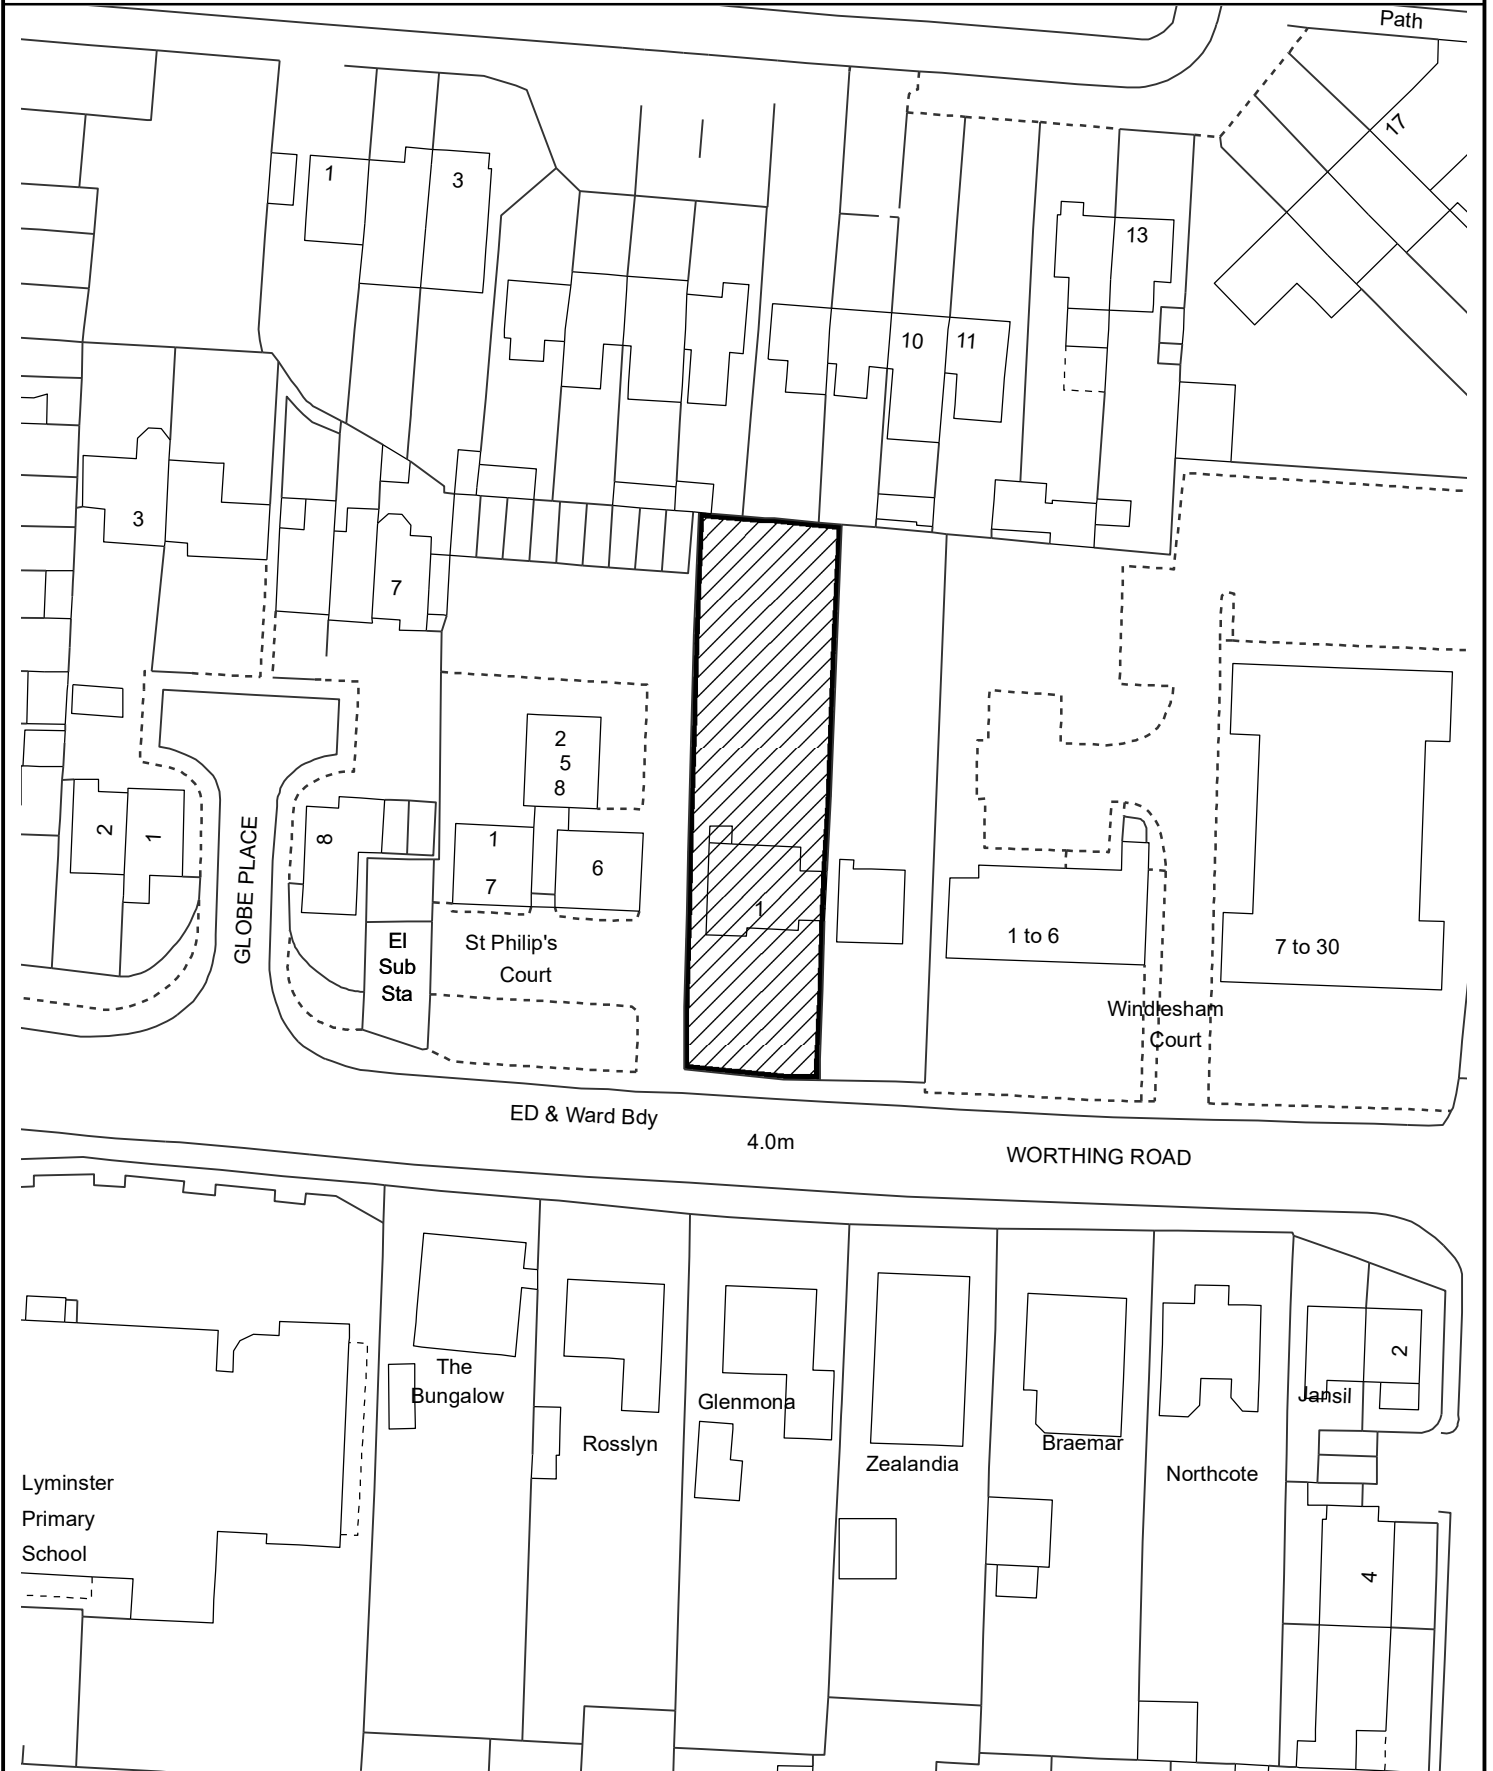 Path
17
1
3
13
10
11
3
7
2
5
8
2
1
GLOBE PLACE
8
1
7
6
1
El
Sub
Sta
St Philip's
Court
1 to 6
7 to 30
Windlesham
Court
ED & Ward Bdy
4.0m
WORTHING ROAD
The
Bungalow
Rosslyn
Glenmona
Zealandia
Braemar
Northcote
Jansil
2
Lyminster
Primary
School
4